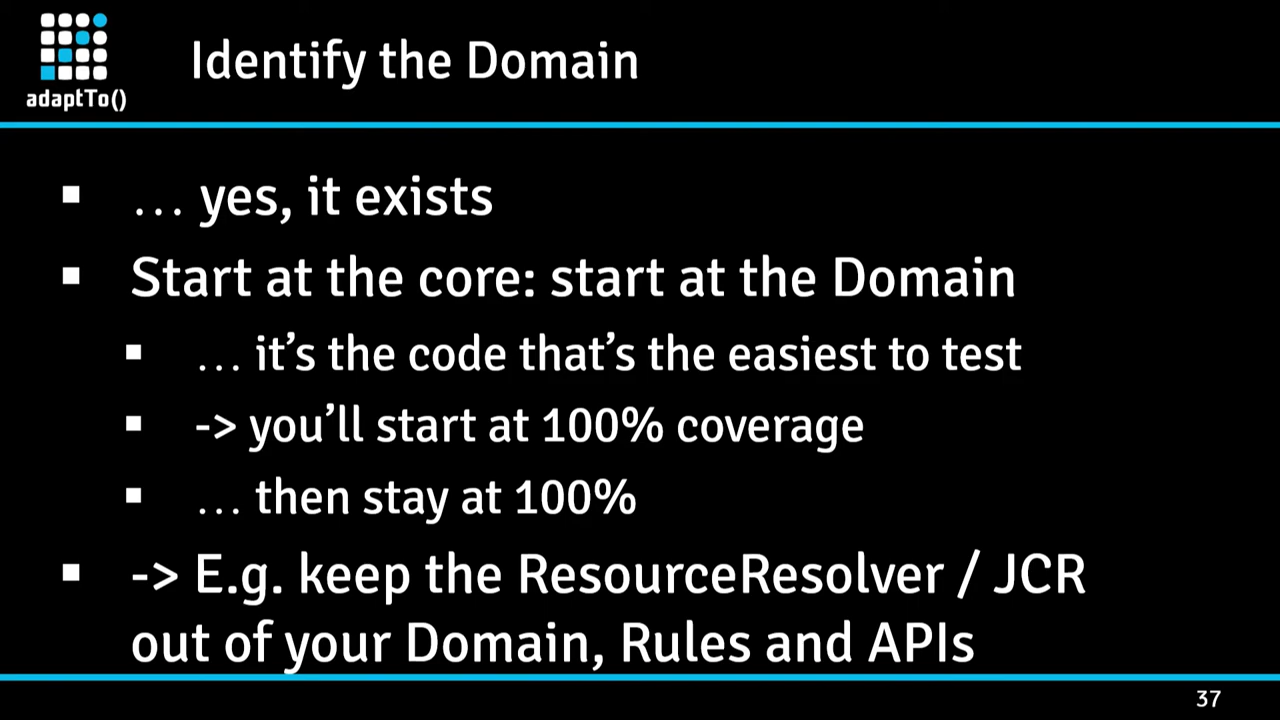 adaptTo()
Identify the Domain
… yes, it exists
Start at the core: start at the Domain
… it’s the code that’s the easiest to test
-> you’ll start at 100% coverage
… then stay at 100%
-> E.g. keep the ResourceResolver / JCR
out of your Domain, Rules and APIs
37